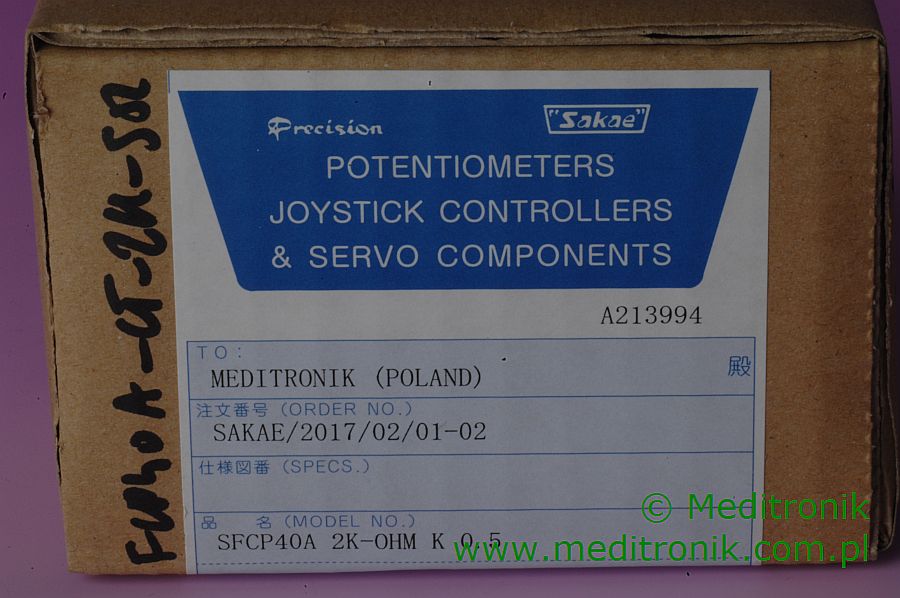 Precision
"Sakae"
POTENTIOMETERS
JOYSTICK CONTROLLERS
& SERVO COMPONENTS
A213994
TO:
MEDITRONIK (POLAND)
殿
注文番号 (ORDER NO.)
SAKAE/2017/02/01-02
仕様図番 (SPECS.)
品 名 (MODEL NO.)
SFCP40A 2K-OHM K 0.5
© Meditronik
www.meditronik.com.pl